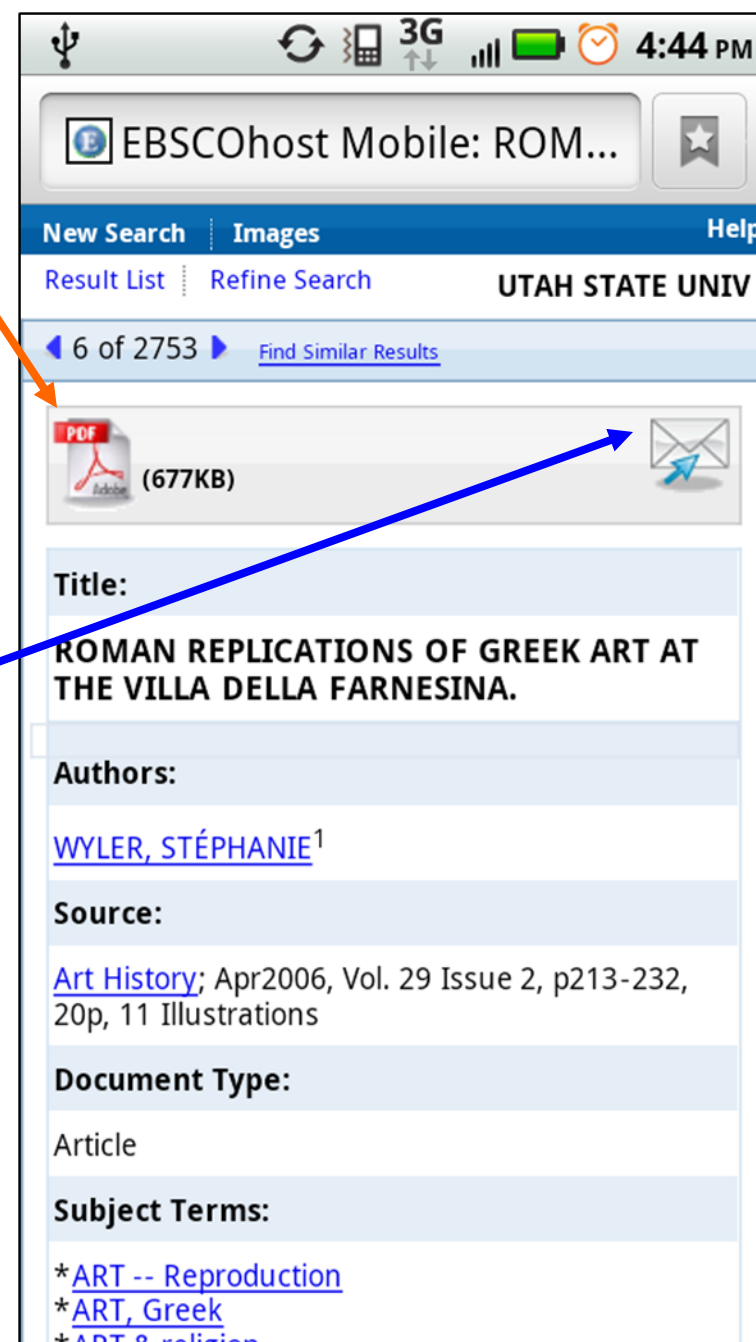 3G
4:44 PM
E EBSCOhost Mobile: ROM...
New Search Images Help
Result List Refine Search UTAH STATE UNIV
6 of 2753 Find Similar Results
PDF
Adobe
(677KB)
Title:
ROMAN REPLICATIONS OF GREEK ART AT
THE VILLA DELLA FARNESINA.
Authors:
WYLER, STÉPHANIE1
Source:
Art History; Apr2006, Vol. 29 Issue 2, p213-232,
20p, 11 Illustrations
Document Type:
Article
Subject Terms:
*ART -- Reproduction
*ART, Greek
*ART & religion